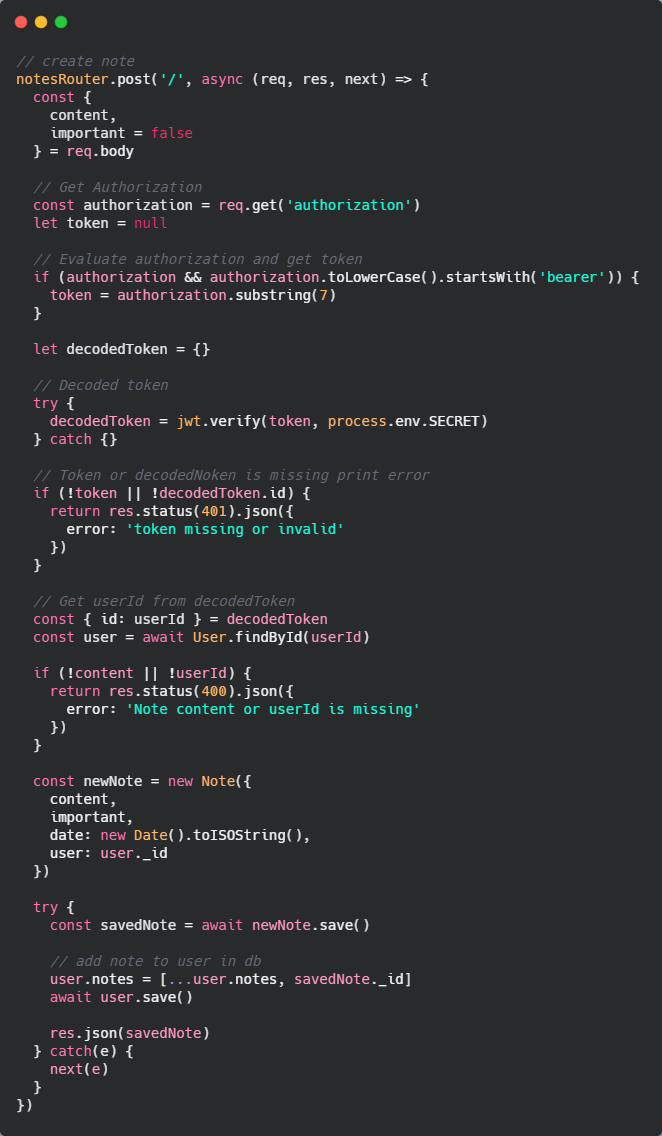 // create note
notesRouter.post('/', async (req, res, next) => {
  const {
    content,
    important = false
  } = req.body

  // Get Authorization
  const authorization = req.get('authorization')
  let token = null

  // Evaluate authorization and get token
  if (authorization && authorization.toLowerCase().startsWith('bearer')) {
    token = authorization.substring(7)
  }

  let decodedToken = {}

  // Decoded token
  try {
    decodedToken = jwt.verify(token, process.env.SECRET)
  } catch {}

  // Token or decodedNoken is missing print error
  if (!token || !decodedToken.id) {
    return res.status(401).json({
      error: 'token missing or invalid'
    })
  }

  // Get userId from decodedToken
  const { id: userId } = decodedToken
  const user = await User.findById(userId)

  if (!content || !userId) {
    return res.status(400).json({
      error: 'Note content or userId is missing'
    })
  }

  const newNote = new Note({
    content,
    important,
    date: new Date().toISOString(),
    user: user._id
  })

  try {
    const savedNote = await newNote.save()

    // add note to user in db
    user.notes = [...user.notes, savedNote._id]
    await user.save()

    res.json(savedNote)
  } catch(e) {
    next(e)
  }
})